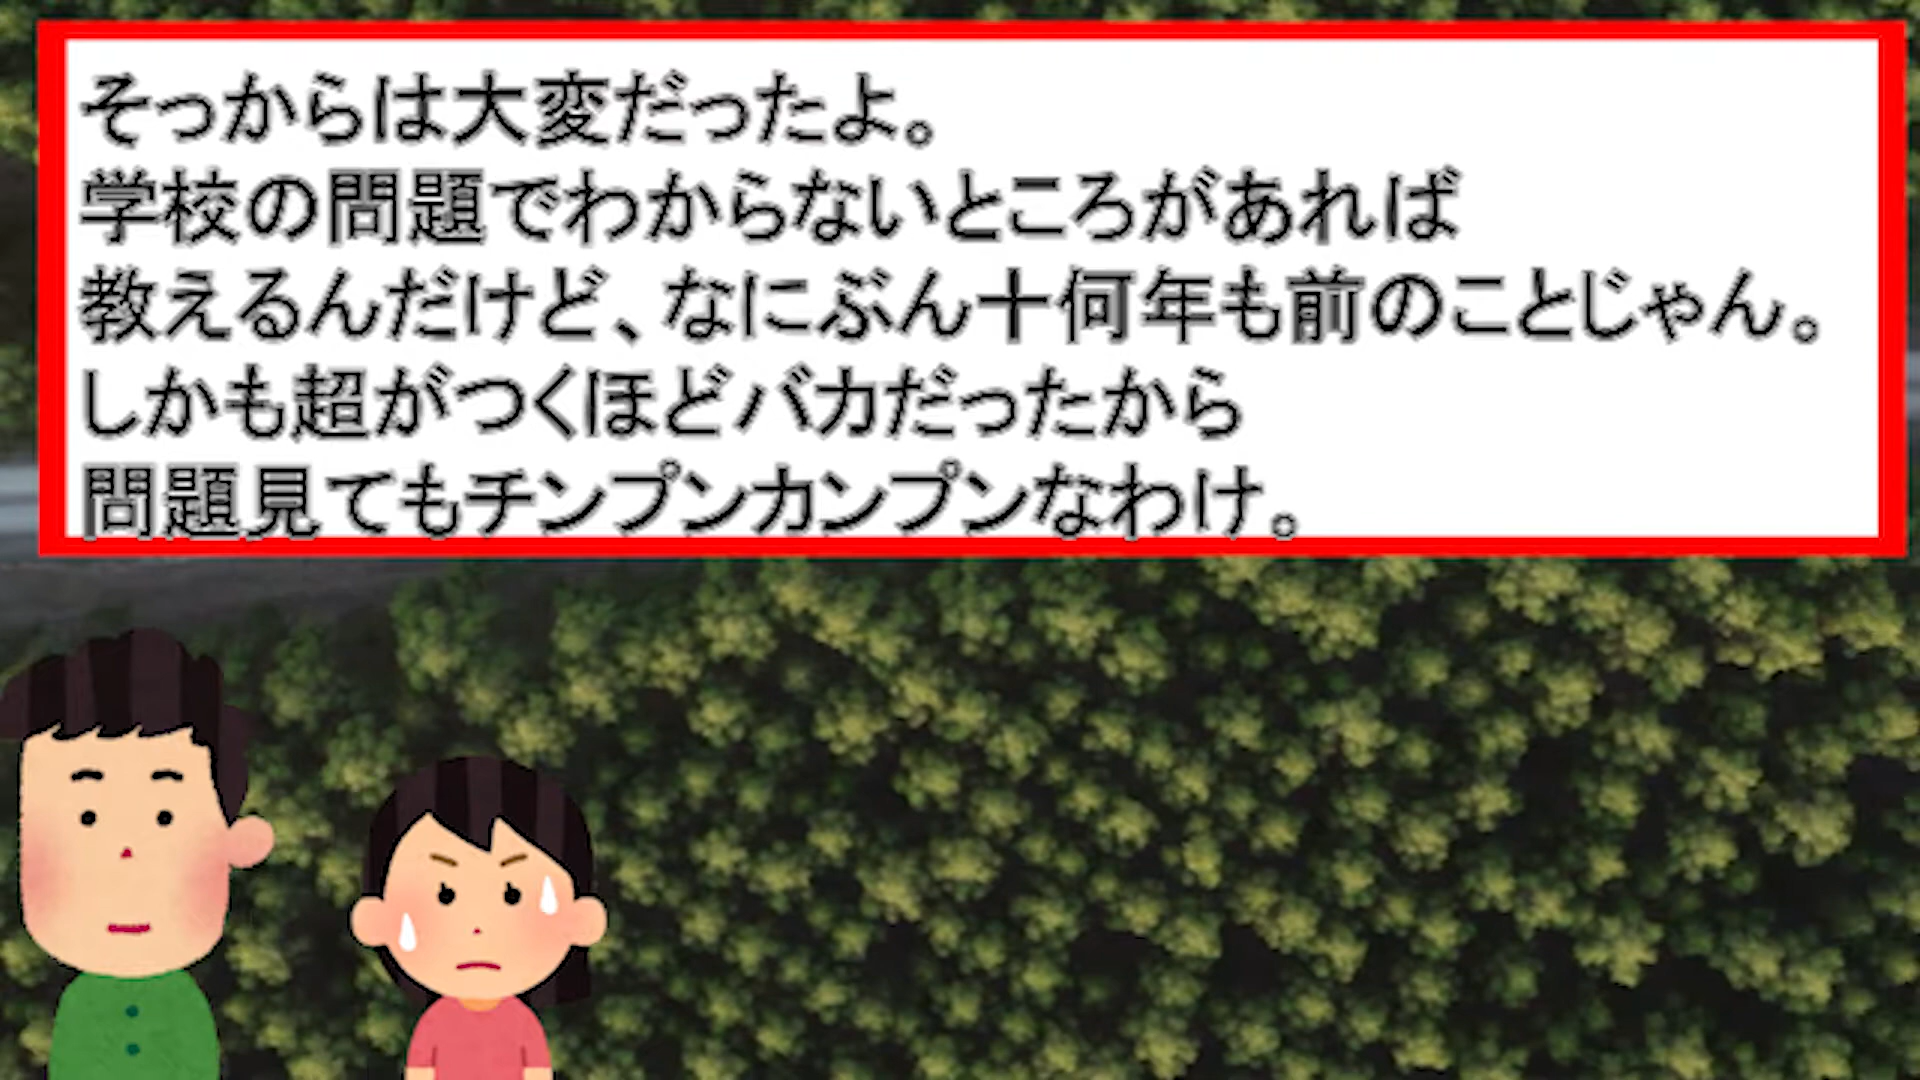 そっからは大変だったよ。
学校の問題でわからないところがあれば
教えるんだけど、なにぶん十何年も前のことじゃん。
しかも超がつくほどバカだったから
問題見てもチンプンカンプンなわけ。